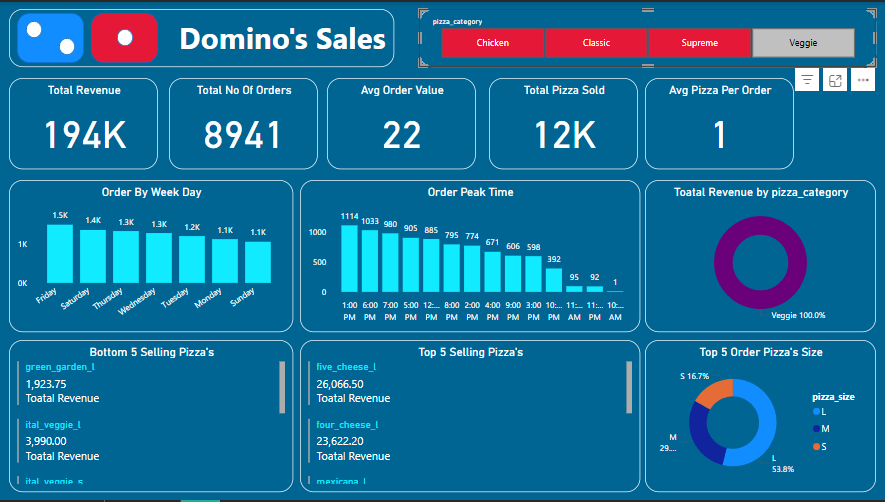 Domino's Sales
pizza_category
Chicken Classic Supreme Veggie
Total Revenue
194K
Total No Of Orders
8941
Avg Order Value
22
Total Pizza Sold
12K
Avg Pizza Per Order
1
Order By Week Day
1.5K 1.4K 1.3K 1.3K 1.2K 1.1K 1.1K
1K
0K
Friday Saturday Thursday Wednesday Tuesday Monday Sunday
Order Peak Time
1114 1033 980 905 885 795 774 671 606 598 392 95 92 1
1000
500
0
1:00 6:00 7:00 5:00 12:... 8:00 2:00 4:00 9:00 3:00 10:... 11:... 11:... 10:...
PM PM PM PM PM PM PM PM PM PM PM AM PM AM
Toatal Revenue by pizza_category
Veggie 100.0%
Bottom 5 Selling Pizza's
green_garden_l
1,923.75
Toatal Revenue
ital_veggie_l
3,990.00
Toatal Revenue
ital_veggie_s
Top 5 Selling Pizza's
five_cheese_l
26,066.50
Toatal Revenue
four_cheese_l
23,622.20
Toatal Revenue
mexicana_l
Top 5 Order Pizza's Size
S 16.7%
M
29....
L
53.8%
pizza_size
L
M
S